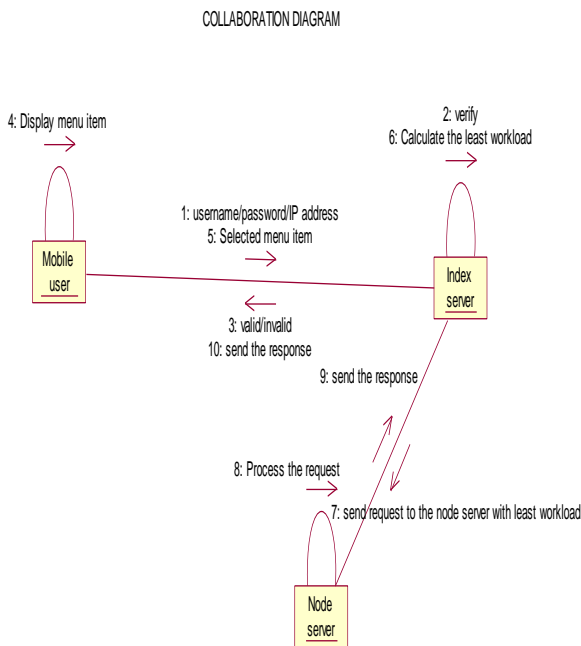 COLLABORATION DIAGRAM
2: verify
6: Calculate the least workload
4: Display menu item
1: username/password/IP address
5: Selected menu item
Mobile
user
Index
server
3: valid/invalid
10: send the response
9: send the response
8: Process the request
7: send request to the node server with least workload
Node
server